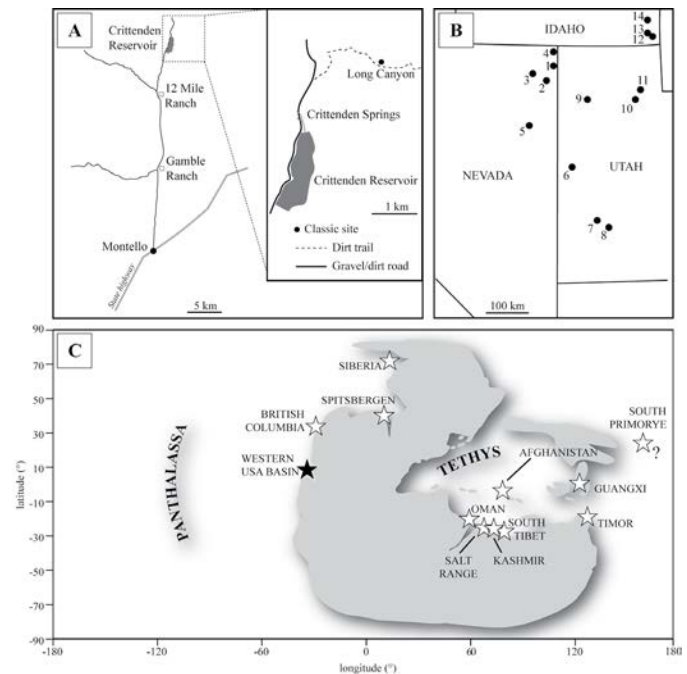 A
Crittenden
Reservoir
12 Mile
Ranch
Gamble
Ranch
Montello
State highway
5 km
Long Canyon
Crittenden Springs
Crittenden Reservoir
1 km
Classic site
Dirt trail
Gravel/dirt road
B
IDAHO
14
13
12
4
1
3
2
11
9
10
5
NEVADA
UTAH
6
7
8
100 km
C
90
70
50
30
10
-10
-30
-50
-70
-90
latitude (°)
SIBERIA
SPITSBERGEN
BRITISH
COLUMBIA
WESTERN
USA BASIN
PANTHALASSA
TETHYS
AFGHANISTAN
SOUTH
PRIMORYE
?
GUANGXI
TIMOR
OMAN
SOUTH
TIBET
SALT
RANGE
KASHMIR
-180
-120
-60
0
60
120
180
longitude (°)